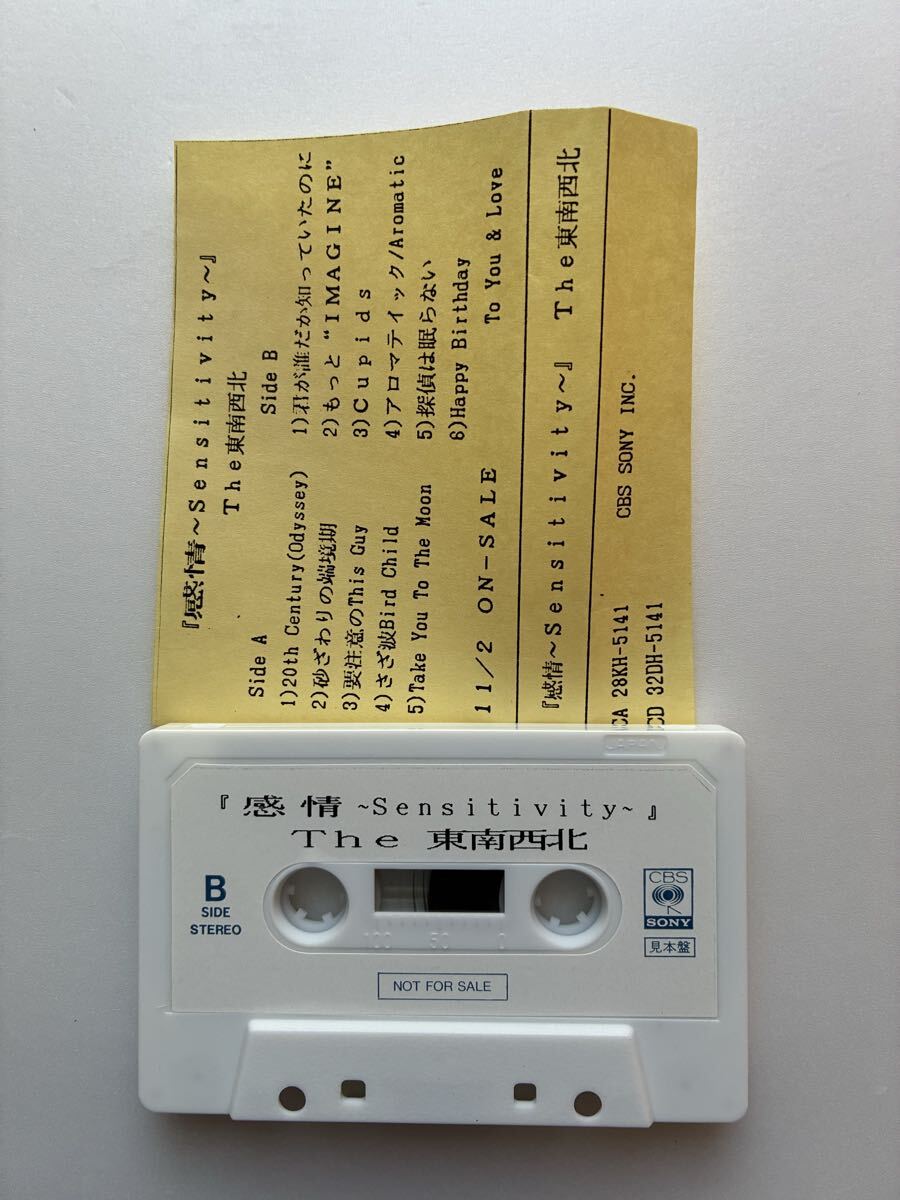 『感情～Sensitivity～』
The東南西北
Side A
1)20th Century(Odyssey)
2)砂ざわりの端境期
3)要注意のThis Guy
4)さざ波Bird Child
5)Take You To The Moon
Side B
1)君が誰だか知っていたのに
2)もっと“IMAGINE”
3)Cupids
4)アロマテイック/Aromatic
5)探偵は眠らない
6)Happy Birthday
To You & Love
11/2 ON-SALE
『感情～Sensitivity～』 The東南西北
CA 28KH-5141
CD 32DH-5141
CBS SONY INC.
JAPAN
『感情~Sensitivity~』
The 東南西北
B
SIDE
STEREO
100 50 0
CBS
SONY
見本盤
NOT FOR SALE